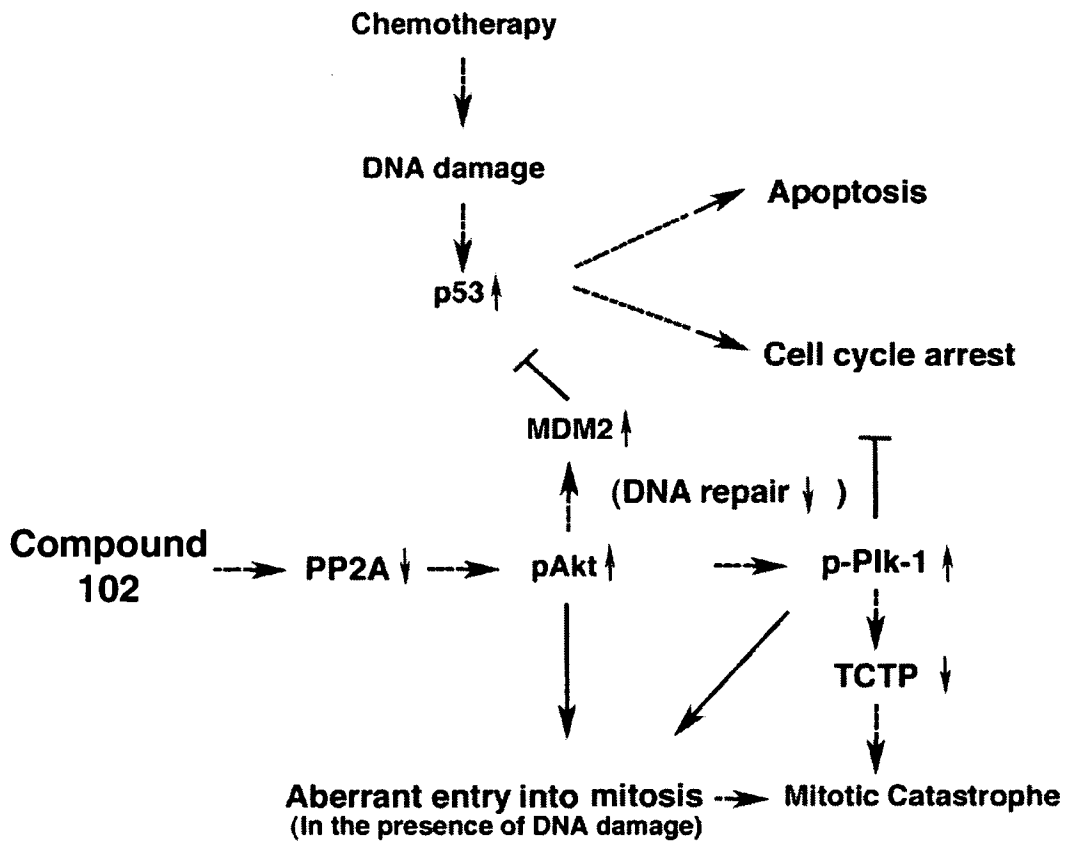 Chemotherapy
DNA damage
Apoptosis
p53
Cell cycle arrest
MDM2
(DNA repair )
Compound
102
PP2A
pAkt
p-Plk-1
TCTP
Aberrant entry into mitosis
(In the presence of DNA damage)
Mitotic Catastrophe